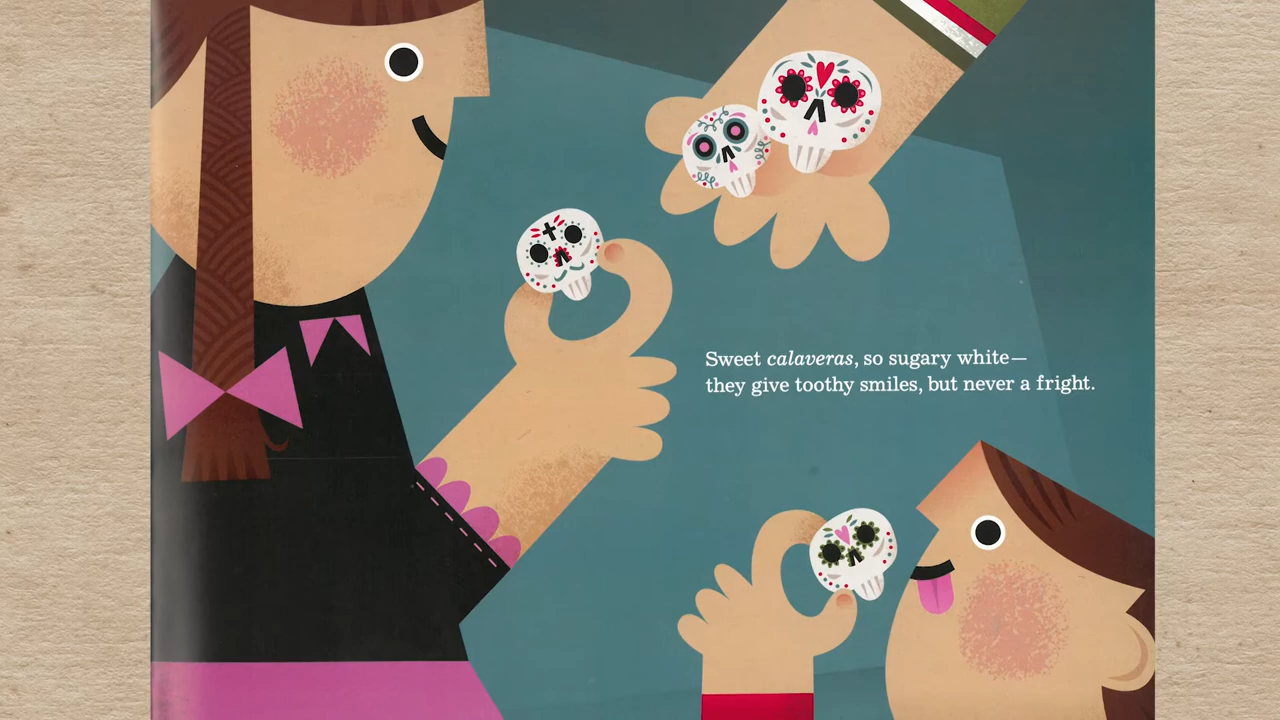 Sweet calaveras, so sugary white—
they give toothy smiles, but never a fright.